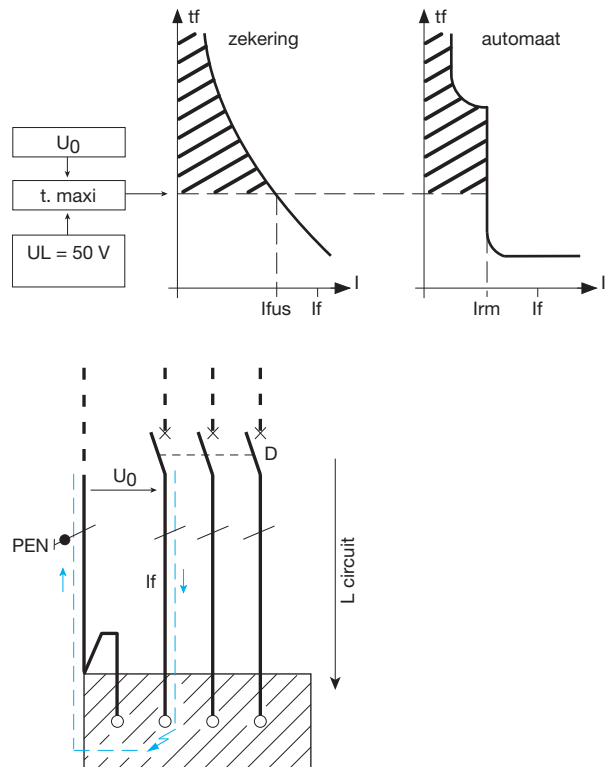 tf
zekering
tf
automaat
U0
t. maxi
UL = 50 V
I
Ifus
If
I
Irm
If
D
U0
PEN
If
L circuit